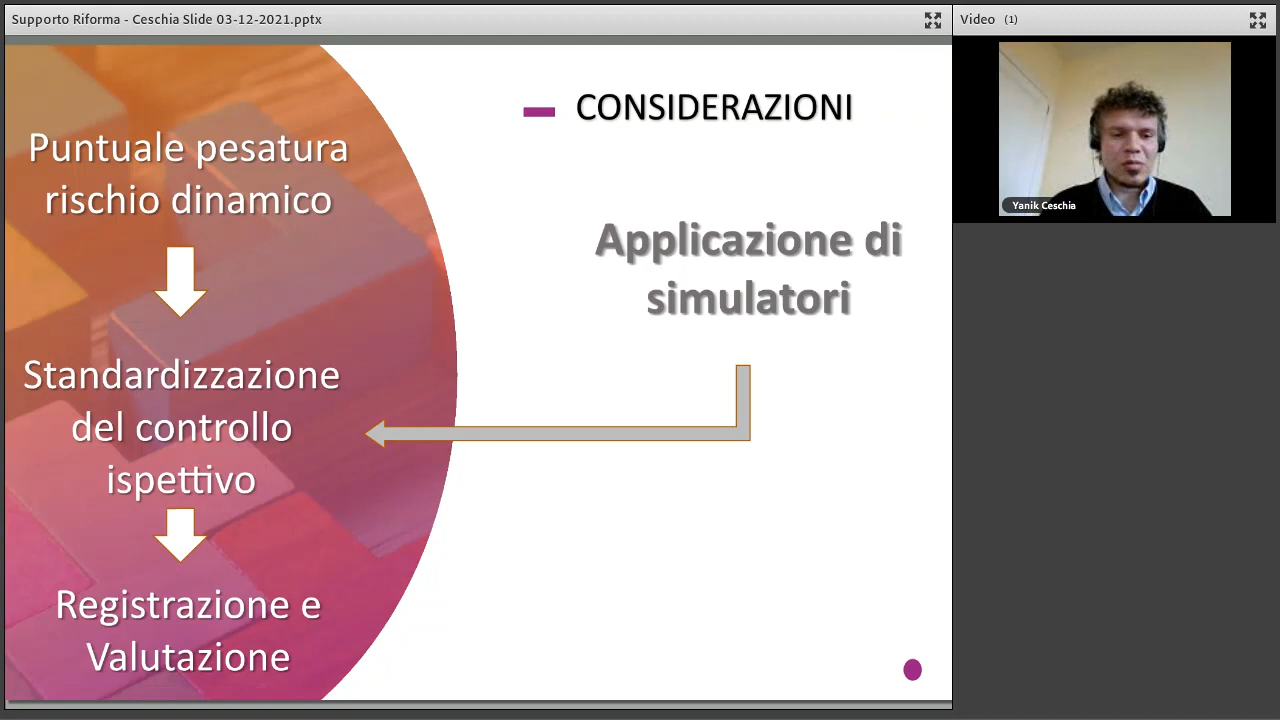 Supporto Riforma - Ceschia Slide 03-12-2021.pptx
Video (1)
CONSIDERAZIONI
Puntuale pesatura
rischio dinamico
Applicazione di
simulatori
Standardizzazione
del controllo
ispettivo
Registrazione e
Valutazione
Yanik Ceschia